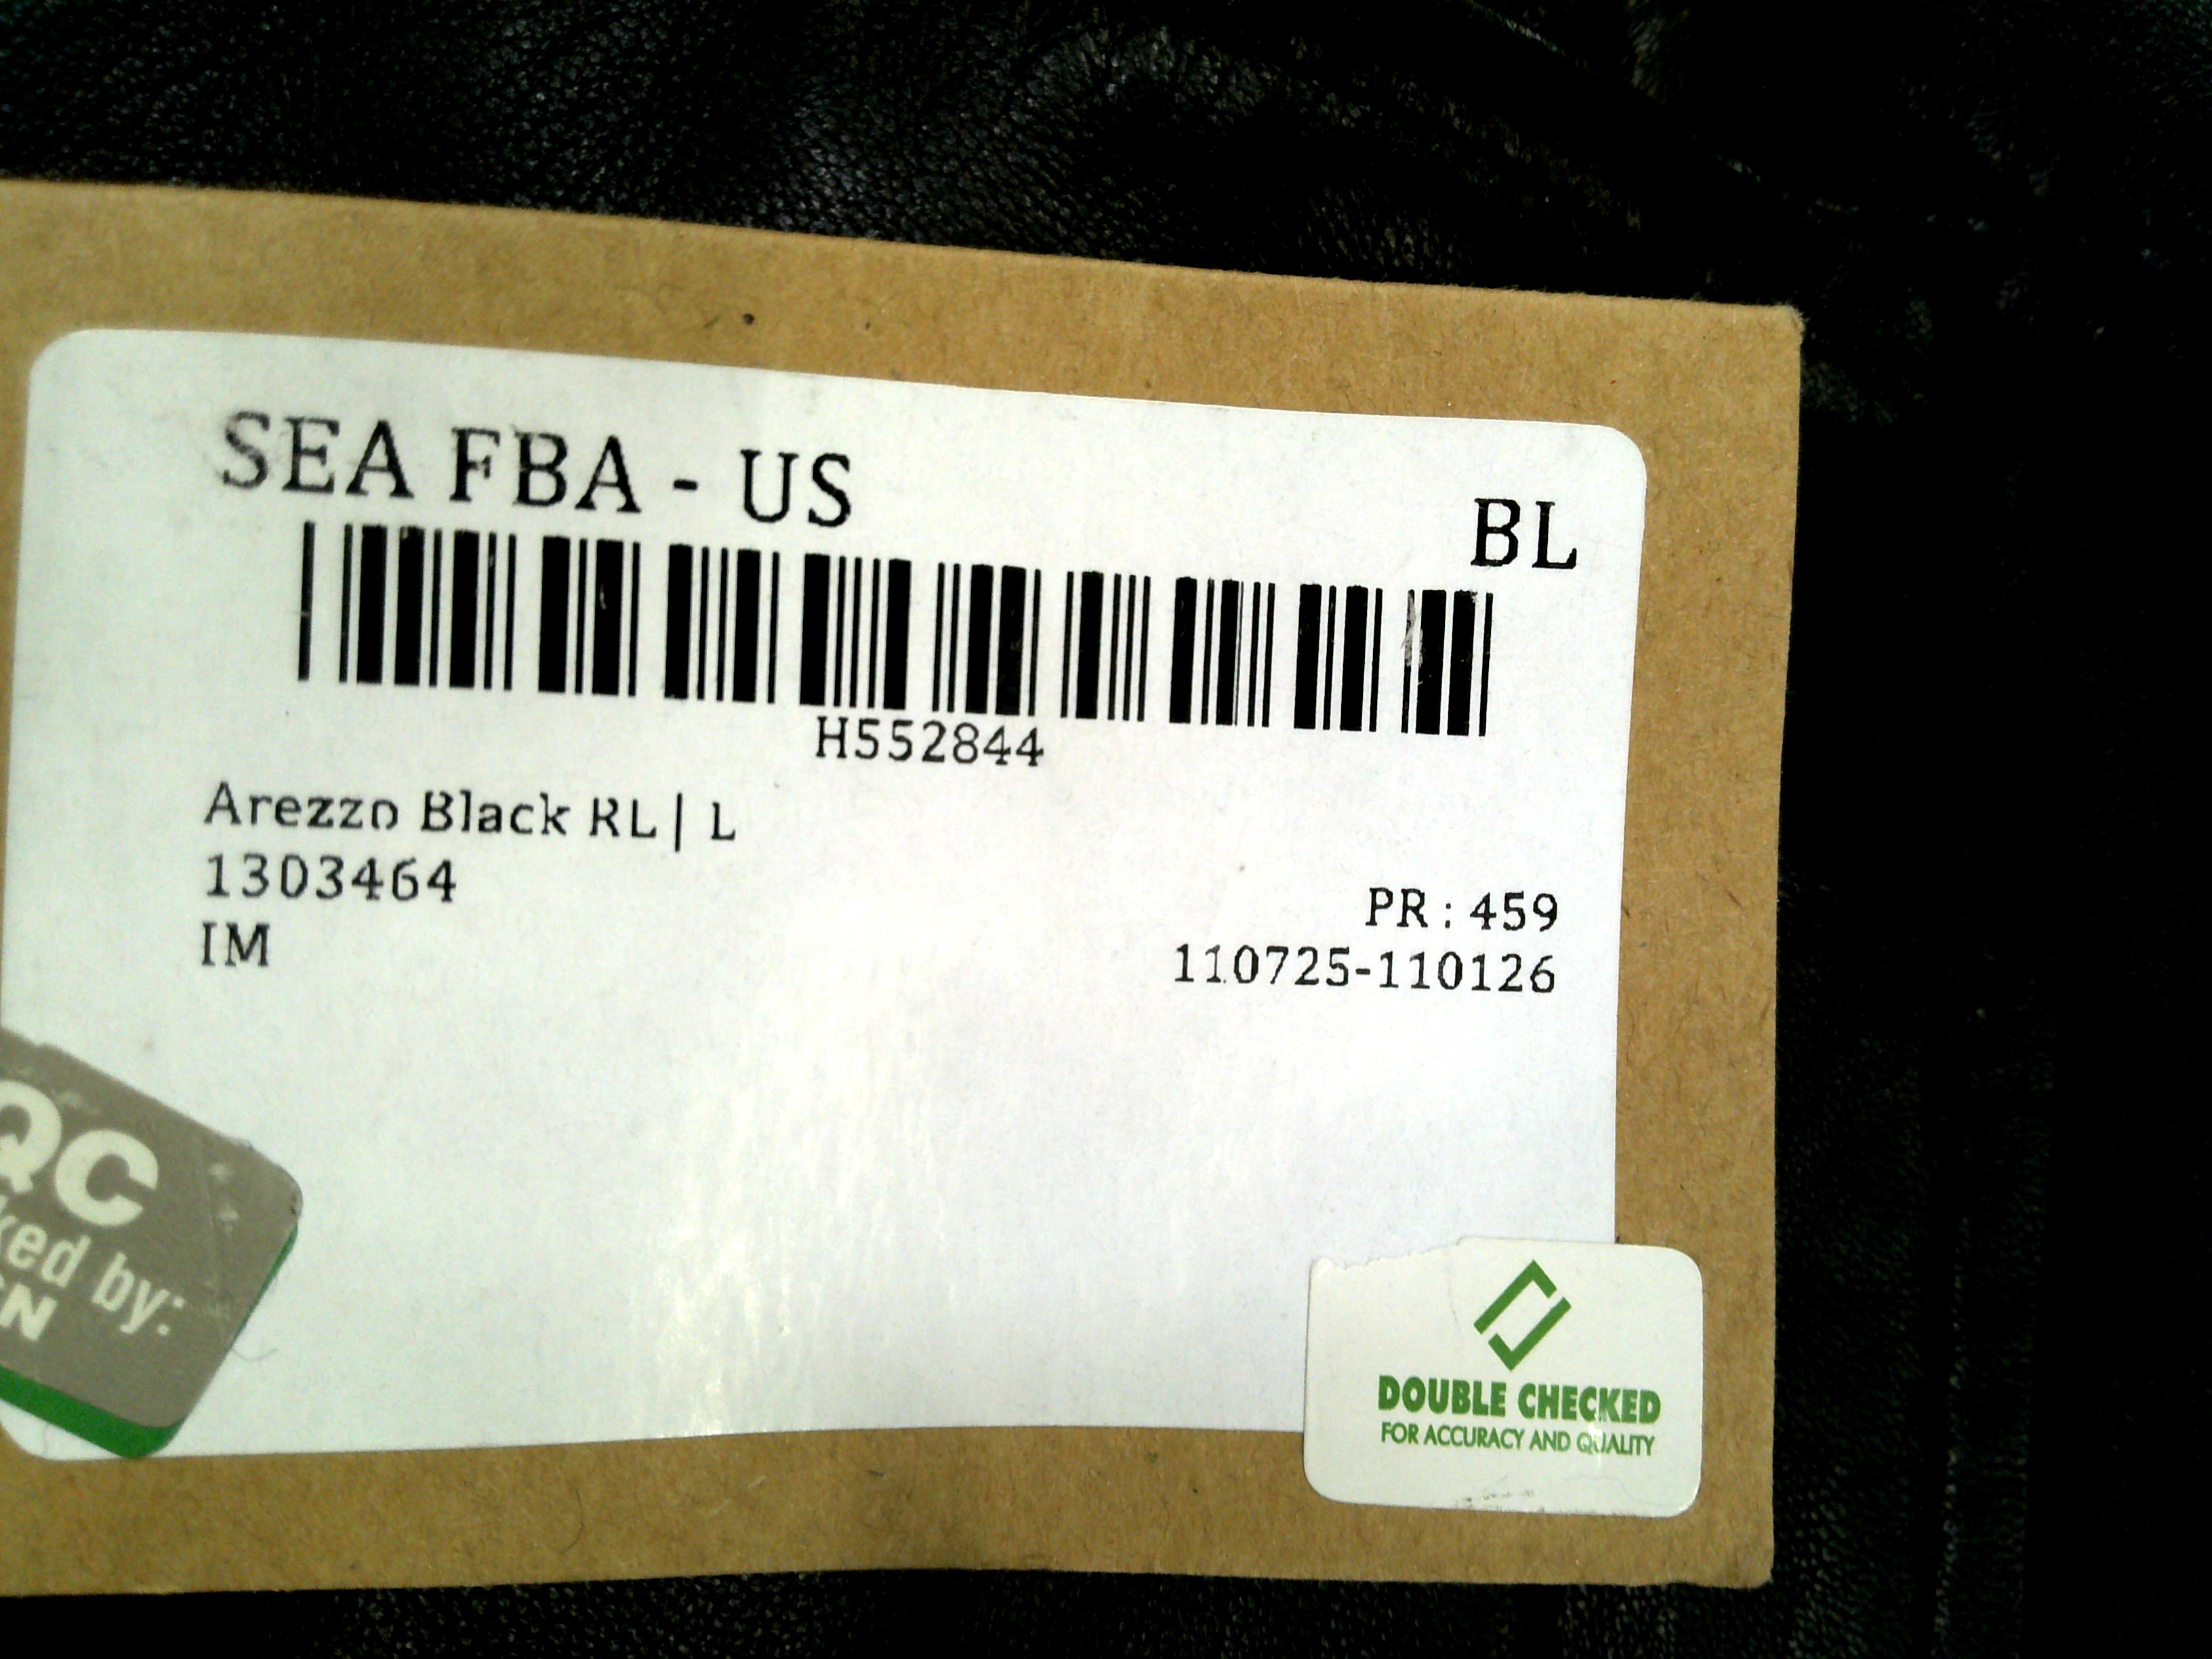 SEA FBA - US
BL
H552844
Arezzo Black RL | L
1303464
IM
PR : 459
110725-110126
QC
by:
DOUBLE CHECKED
FOR ACCURACY AND QUALITY